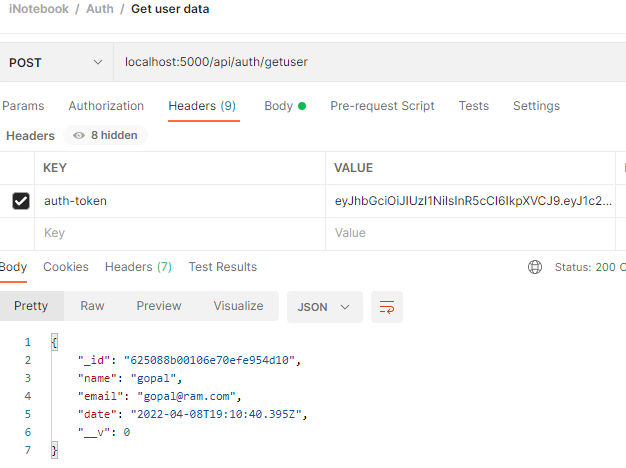 iNotebook / Auth / Get user data
POST localhost:5000/api/auth/getuser
Params Authorization Headers (9) Body Pre-request Script Tests Settings
Headers 8 hidden
KEY VALUE
auth-token eyJhbGciOiJIUzI1NiIsInR5cCI6IkpXVCJ9.eyJ1c2...
Key Value
Body Cookies Headers (7) Test Results Status: 200
Pretty Raw Preview Visualize JSON
1 {
2 "_id": "625088b00106e70efe954d10",
3 "name": "gopal",
4 "email": "gopal@ram.com",
5 "date": "2022-04-08T19:10:40.395Z",
6 "__v": 0
7 }